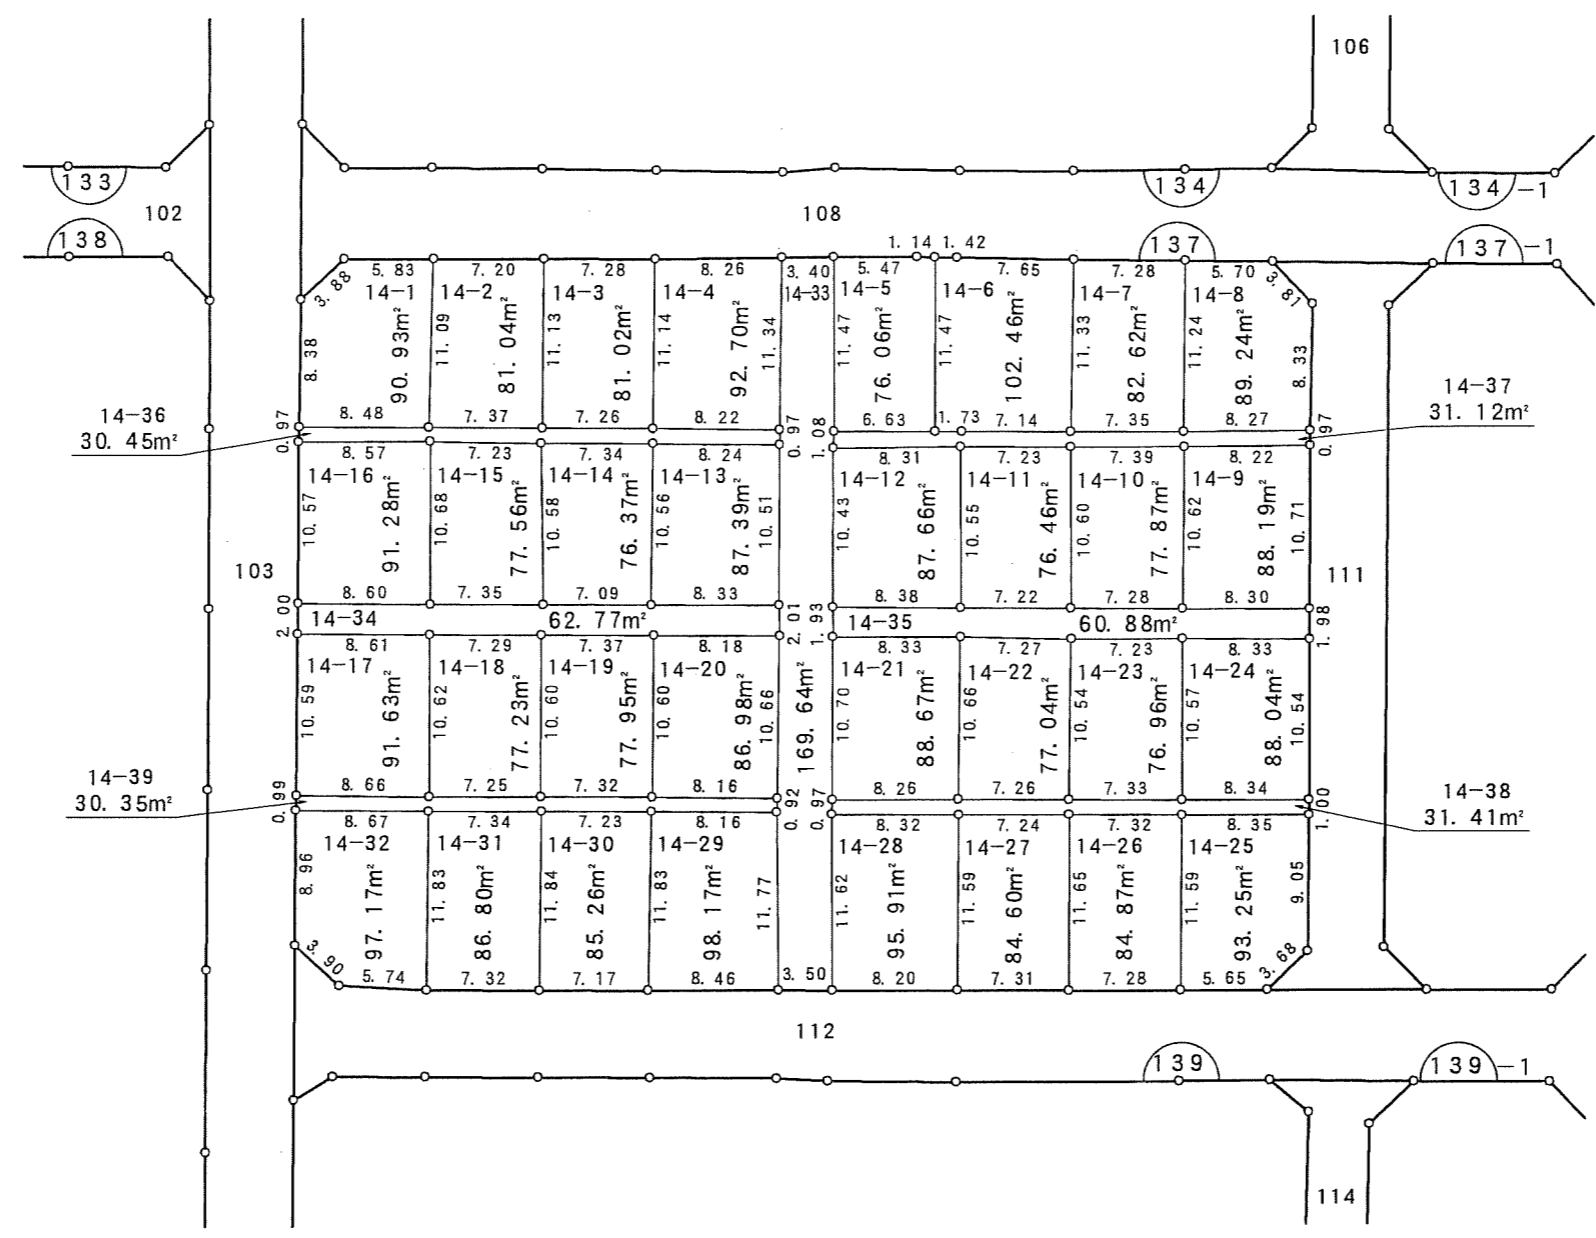 106
133
134
134-1
102
108
138
137
137-1
1.14 1.42
5.83 7.20 7.28 8.26 3.40 5.47 7.65 7.28 5.70
3.88 3.81
14-1 14-2 14-3 14-4 14-33 14-5 14-6 14-7 14-8
8.38 90.93m² 11.09 81.04m² 11.13 81.02m² 11.14 92.70m² 11.34 11.47 76.06m² 11.47 102.46m² 11.33 82.62m² 11.24 89.24m² 8.33
14-36
30.45m²
14-37
31.12m²
8.48 7.37 7.26 8.22 6.63 1.73 7.14 7.35 8.27
0.97 0.97 1.08 0.97
8.57 7.23 7.34 8.24 8.31 7.23 7.39 8.22
14-16 14-15 14-14 14-13 14-12 14-11 14-10 14-9
10.57 91.28m² 10.68 77.56m² 10.58 76.37m² 10.56 87.39m² 10.51 10.43 87.66m² 10.55 76.46m² 10.60 77.87m² 10.62 88.19m² 10.71
103
111
8.60 7.35 7.09 8.33 8.38 7.22 7.28 8.30
2.00 14-34 62.77m² 2.01 1.93 14-35 60.88m² 1.98
8.61 7.29 7.37 8.18 8.33 7.27 7.23 8.33
14-17 14-18 14-19 14-20 14-21 14-22 14-23 14-24
10.59 91.63m² 10.62 77.23m² 10.60 77.95m² 10.60 86.98m² 10.66 169.64m² 10.70 88.67m² 10.66 77.04m² 10.54 76.96m² 10.57 88.04m² 10.54
14-39
30.35m²
14-38
31.41m²
8.66 7.25 7.32 8.16 8.26 7.26 7.33 8.34
0.99 0.92 0.97 1.00
8.67 7.34 7.23 8.16 8.32 7.24 7.32 8.35
14-32 14-31 14-30 14-29 14-28 14-27 14-26 14-25
8.96 97.17m² 11.83 86.80m² 11.84 85.26m² 11.83 98.17m² 11.77 11.62 95.91m² 11.59 84.60m² 11.65 84.87m² 11.59 93.25m² 9.05
3.90 3.68
5.74 7.32 7.17 8.46 3.50 8.20 7.31 7.28 5.65
112
139
139-1
114